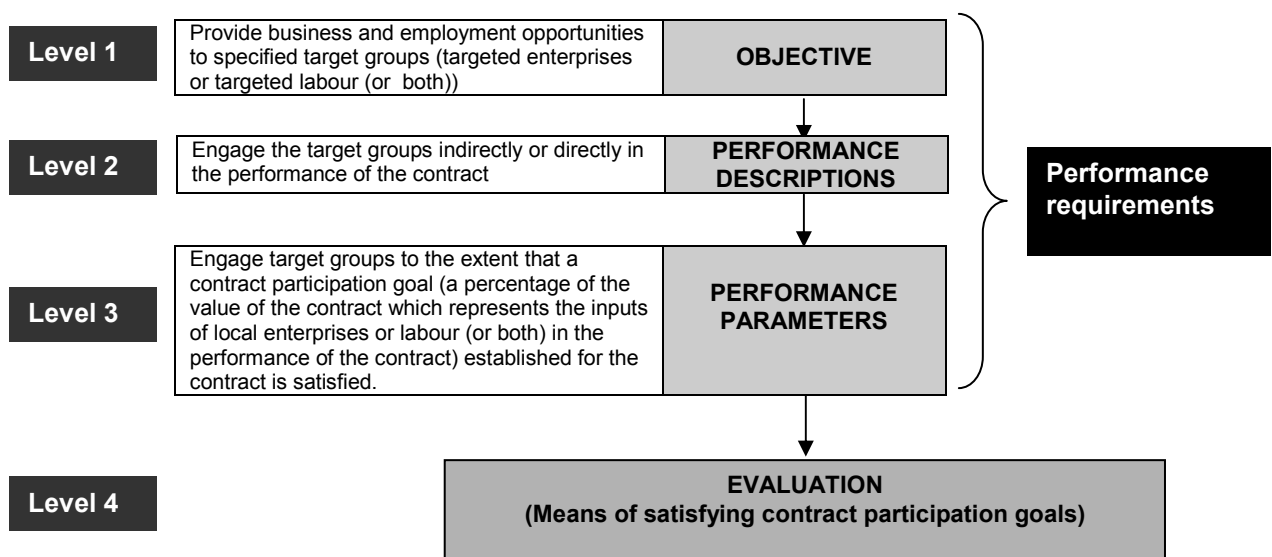 Level 1
Provide business and employment opportunities
to specified target groups (targeted enterprises
or targeted labour (or both))
OBJECTIVE
Level 2
Engage the target groups indirectly or directly in
the performance of the contract
PERFORMANCE
DESCRIPTIONS
Performance
requirements
Level 3
Engage target groups to the extent that a
contract participation goal (a percentage of the
value of the contract which represents the inputs
of local enterprises or labour (or both) in the
performance of the contract) established for the
contract is satisfied.
PERFORMANCE
PARAMETERS
Level 4
EVALUATION
(Means of satisfying contract participation goals)